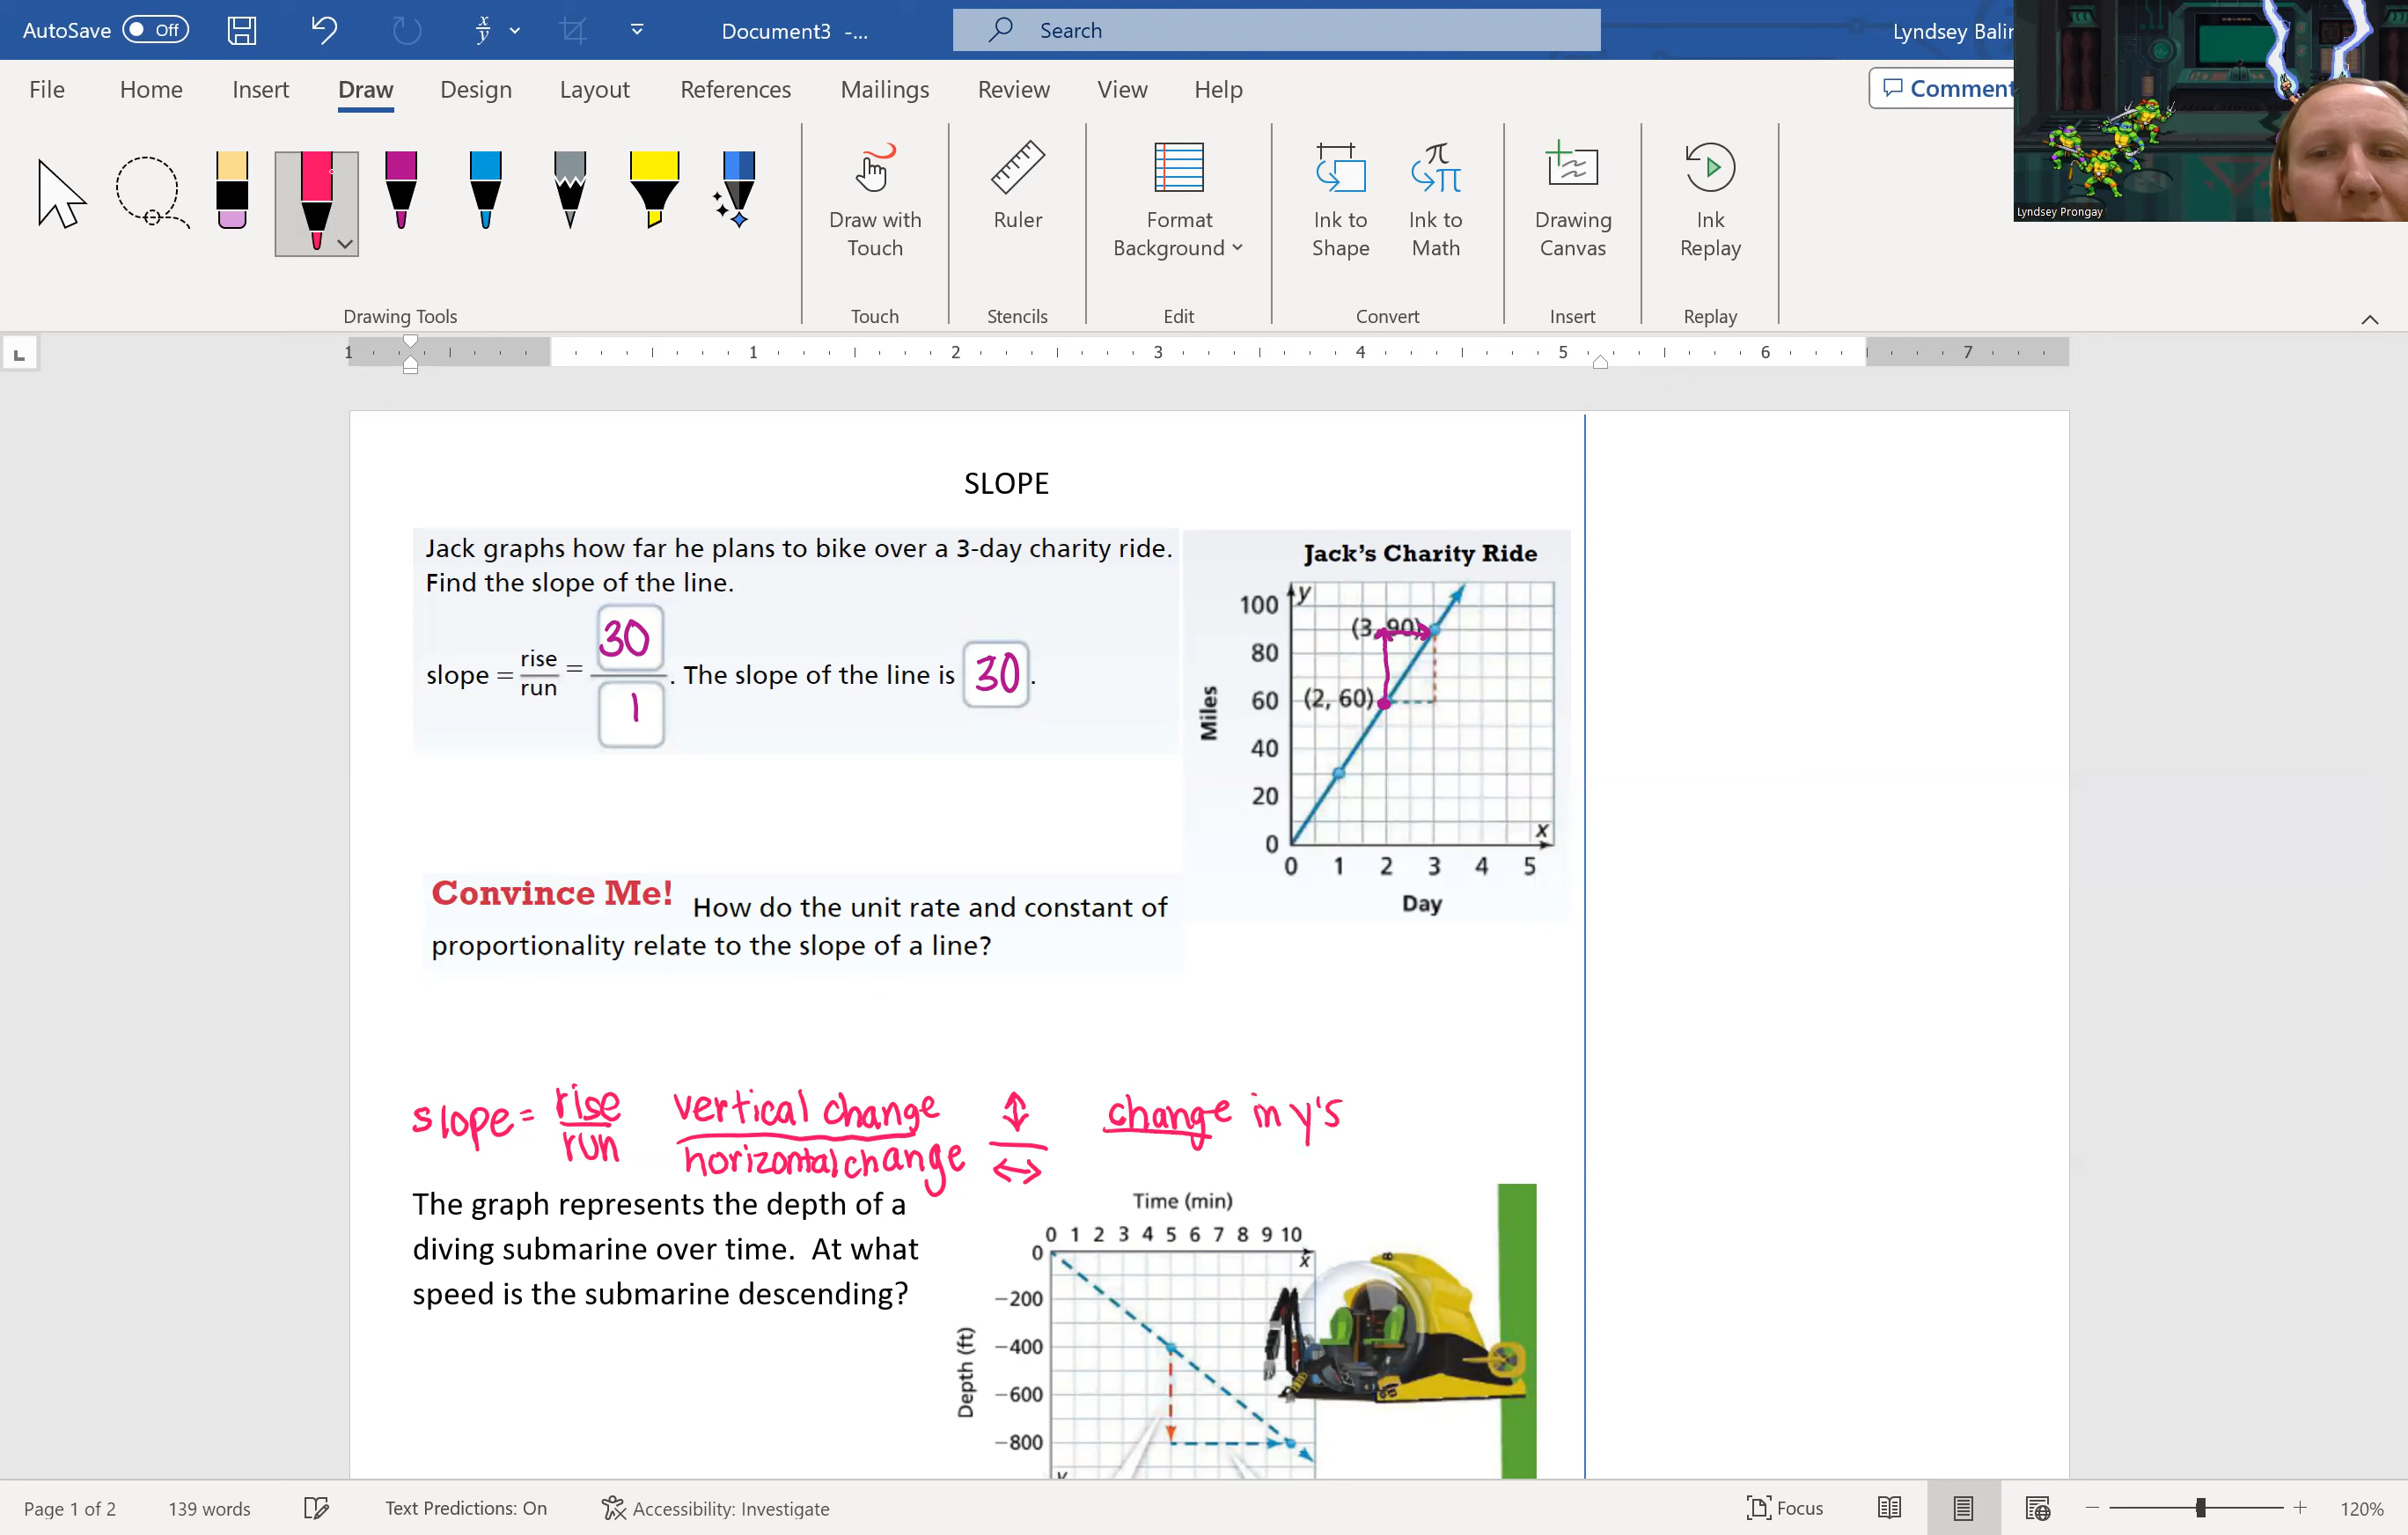 AutoSave Off
Document3 -...
Search
Lyndsey Balin
File Home Insert Draw Design Layout References Mailings Review View Help
Comment
Lyndsey Prongay
Draw with Touch
Ruler
Format Background
Ink to Shape
Ink to Math
Drawing Canvas
Ink Replay
Drawing Tools Touch Stencils Edit Convert Insert Replay
1 1 2 3 4 5 6 7
SLOPE
Jack graphs how far he plans to bike over a 3-day charity ride.
Find the slope of the line.
slope = rise/run = 30/1. The slope of the line is 30.
Jack's Charity Ride
y
100
(3, 90)
80
60 (2, 60)
40
20
0
x
0 1 2 3 4 5
Miles
Day
Convince Me! How do the unit rate and constant of
proportionality relate to the slope of a line?
slope = rise/run vertical change/horizontal change ↕/↔ change in y's
The graph represents the depth of a
diving submarine over time. At what
speed is the submarine descending?
Time (min)
0 1 2 3 4 5 6 7 8 9 10
0
x
−200
−400
−600
−800
y
Depth (ft)
Page 1 of 2 139 words Text Predictions: On Accessibility: Investigate Focus 120%